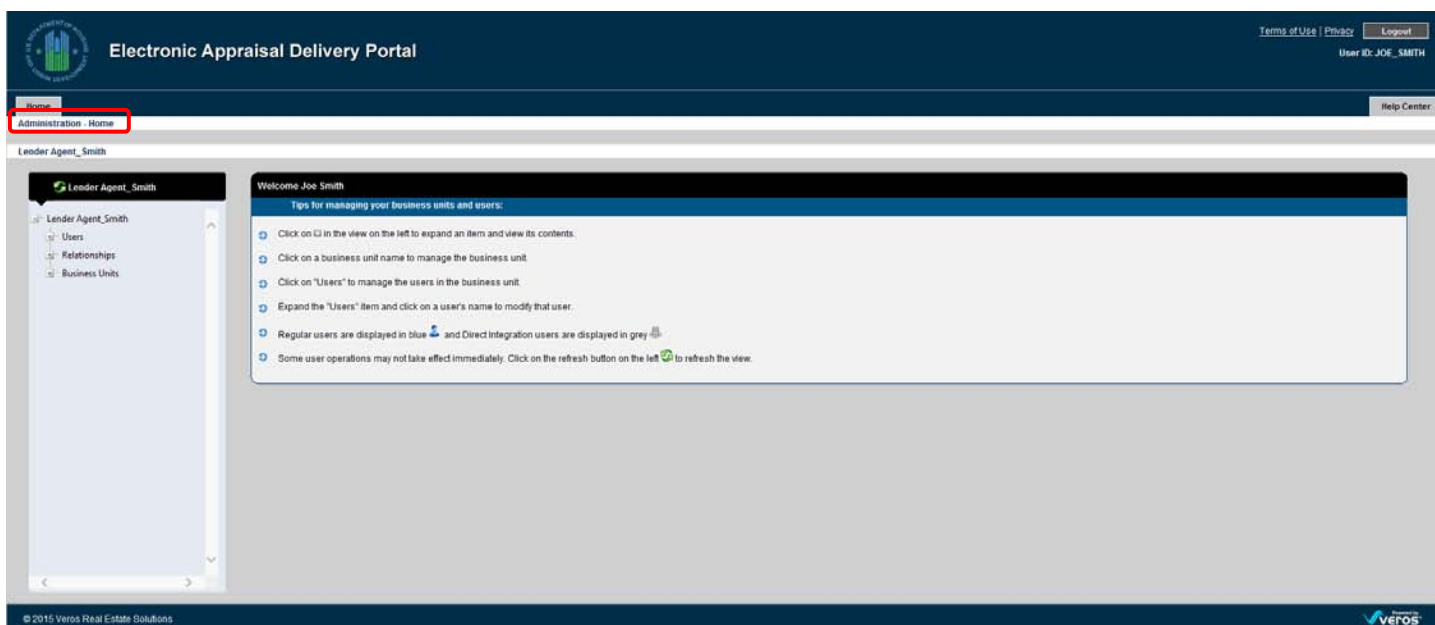 Terms of Use | Privacy Logout
Electronic Appraisal Delivery Portal
User ID: JOE_SMITH
Home Help Center
Administration - Home
Lender Agent_Smith
Lender Agent_Smith
Welcome Joe Smith
Tips for managing your business units and users:
Lender Agent_Smith
Users
Relationships
Business Units
Click on in the view on the left to expand an item and view its contents.
Click on a business unit name to manage the business unit.
Click on "Users" to manage the users in the business unit.
Expand the "Users" item and click on a user's name to modify that user.
Regular users are displayed in blue and Direct Integration users are displayed in grey
Some user operations may not take effect immediately. Click on the refresh button on the left to refresh the view.
© 2015 Veros Real Estate Solutions
Powered by
veros